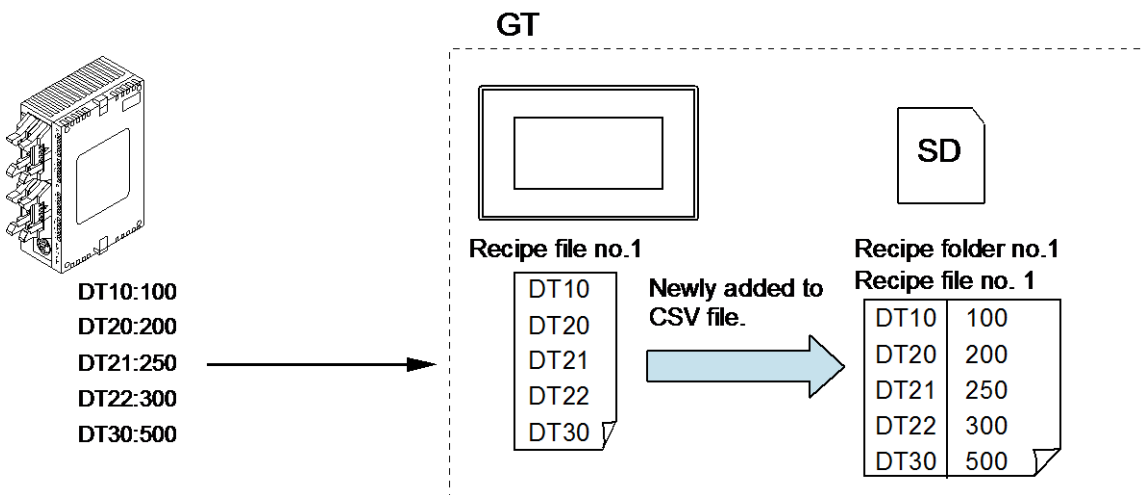 GT
SD
Recipe file no.1
Recipe folder no.1
Recipe file no. 1
DT10:100
DT20:200
DT21:250
DT22:300
DT30:500
DT10
DT20
DT21
DT22
DT30
Newly added to
CSV file.
DT10 100
DT20 200
DT21 250
DT22 300
DT30 500